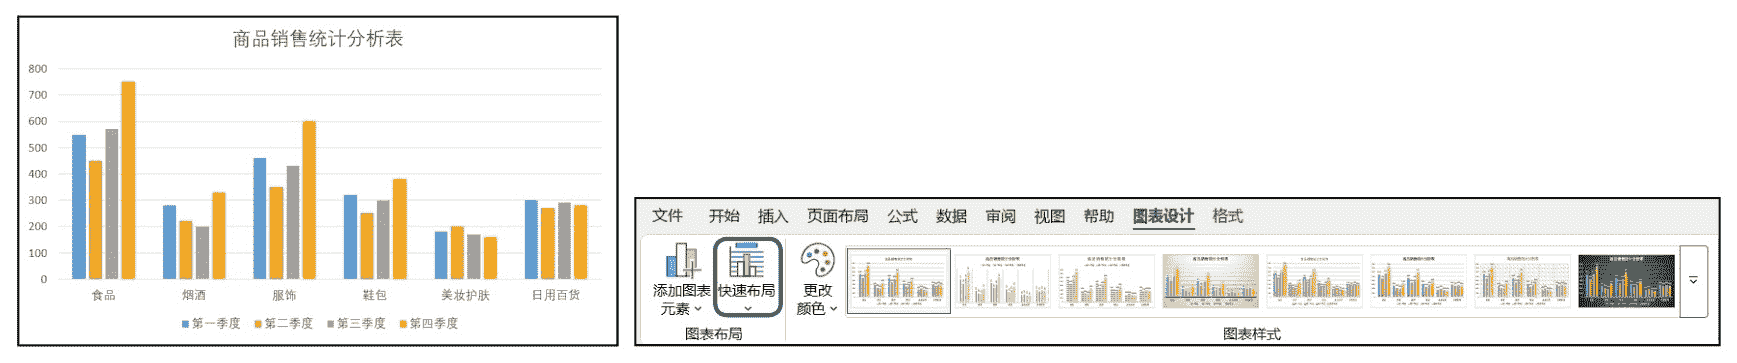 商品销售统计分析表
800
700
600
500
400
300
200
100
0
食品 烟酒 服饰 鞋包 美妆护肤 日用百货
第一季度 第二季度 第三季度 第四季度
文件 开始 插入 页面布局 公式 数据 审阅 视图 帮助 图表设计 格式
添加图表元素 快速布局 更改颜色
图表布局 图表样式